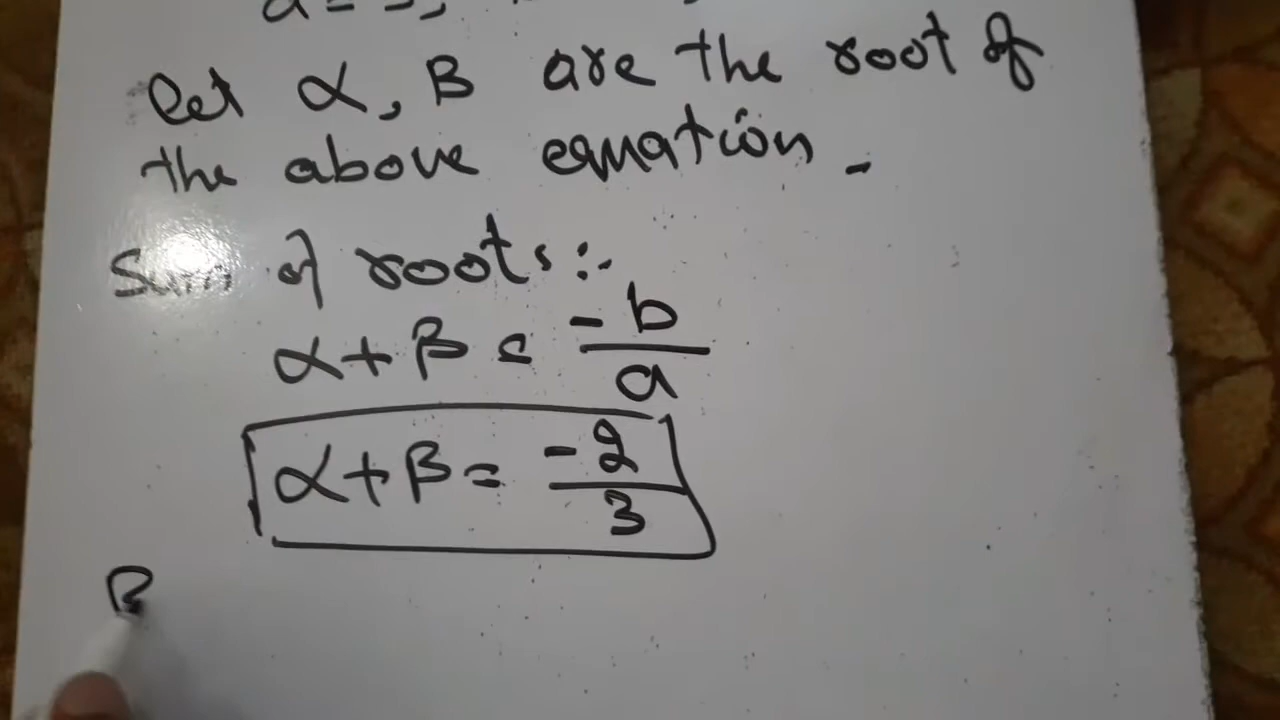 let α, β are the root of
the above equation.
Sum of roots :-
α + β = -b/a
α + β = -2/3